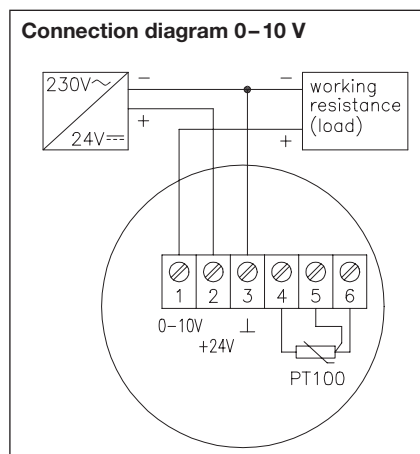 Connection diagram 0–10 V
230V~
24V⎓
−
+
−
+
working
resistance
(load)
1 2 3 4 5 6
0-10V
+24V
⊥
PT100